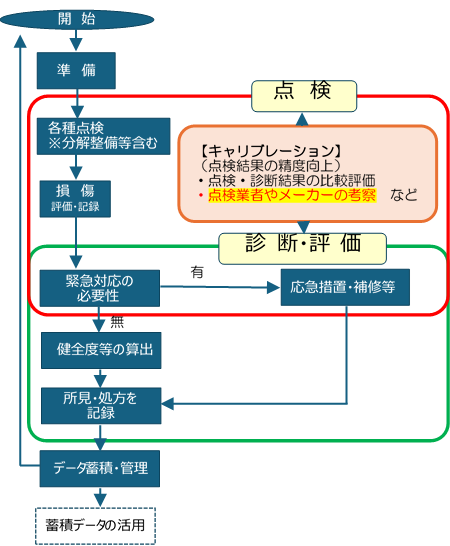 開 始
準 備
点 検
各種点検
※分解整備等含む
【キャリブレーション】
（点検結果の精度向上）
・点検・診断結果の比較評価
・点検業者やメーカーの考察 など
損 傷
評価・記録
診 断・評 価
緊急対応の
必要性
有
応急措置・補修等
無
健全度等の算出
所見・処方を
記録
データ蓄積・管理
蓄積データの活用